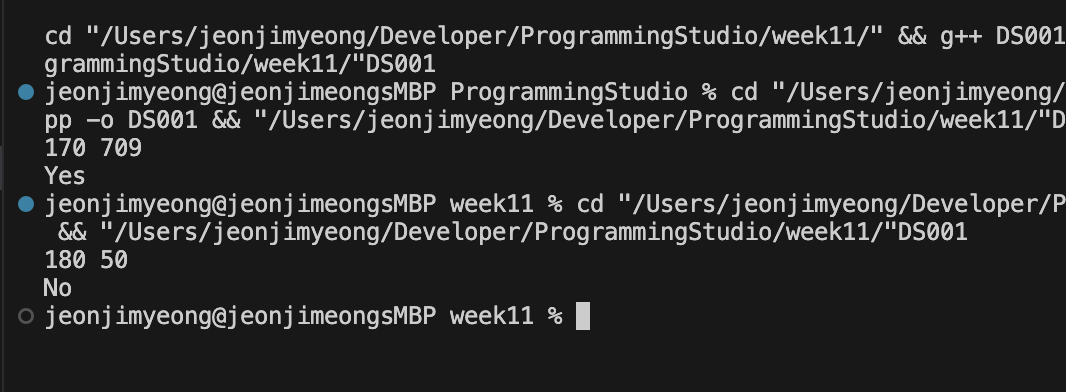 cd "/Users/jeonjimyeong/Developer/ProgrammingStudio/week11/" && g++ DS001
grammingStudio/week11/"DS001
jeonjimyeong@jeonjimeongsMBP ProgrammingStudio % cd "/Users/jeonjimyeong/
pp -o DS001 && "/Users/jeonjimyeong/Developer/ProgrammingStudio/week11/"D
170 709
Yes
jeonjimyeong@jeonjimeongsMBP week11 % cd "/Users/jeonjimyeong/Developer/P
&& "/Users/jeonjimyeong/Developer/ProgrammingStudio/week11/"DS001
180 50
No
jeonjimyeong@jeonjimeongsMBP week11 %